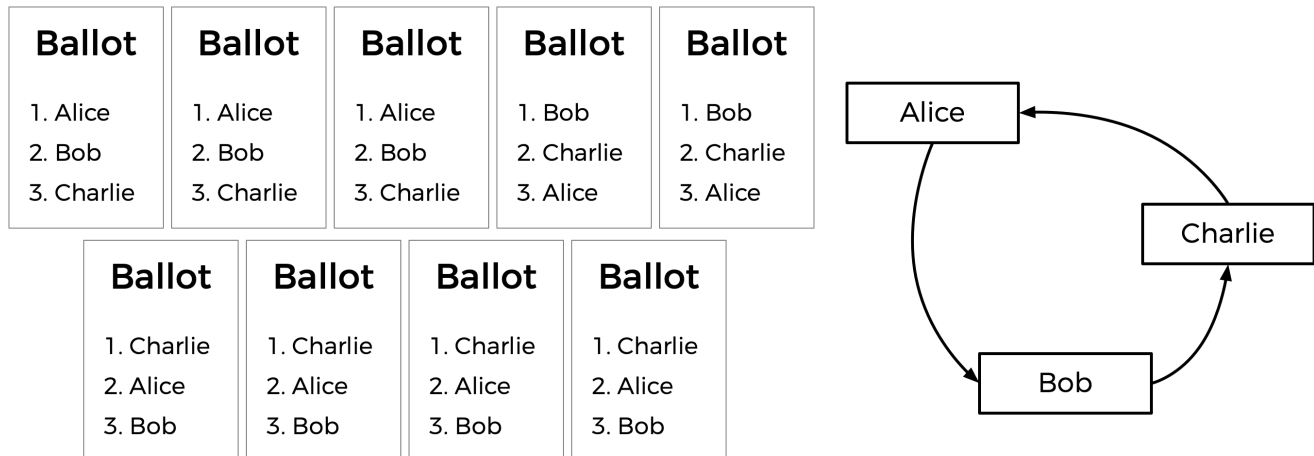 Ballot
1. Alice
2. Bob
3. Charlie
Ballot
1. Alice
2. Bob
3. Charlie
Ballot
1. Alice
2. Bob
3. Charlie
Ballot
1. Bob
2. Charlie
3. Alice
Ballot
1. Bob
2. Charlie
3. Alice
Ballot
1. Charlie
2. Alice
3. Bob
Ballot
1. Charlie
2. Alice
3. Bob
Ballot
1. Charlie
2. Alice
3. Bob
Ballot
1. Charlie
2. Alice
3. Bob
Alice
Charlie
Bob